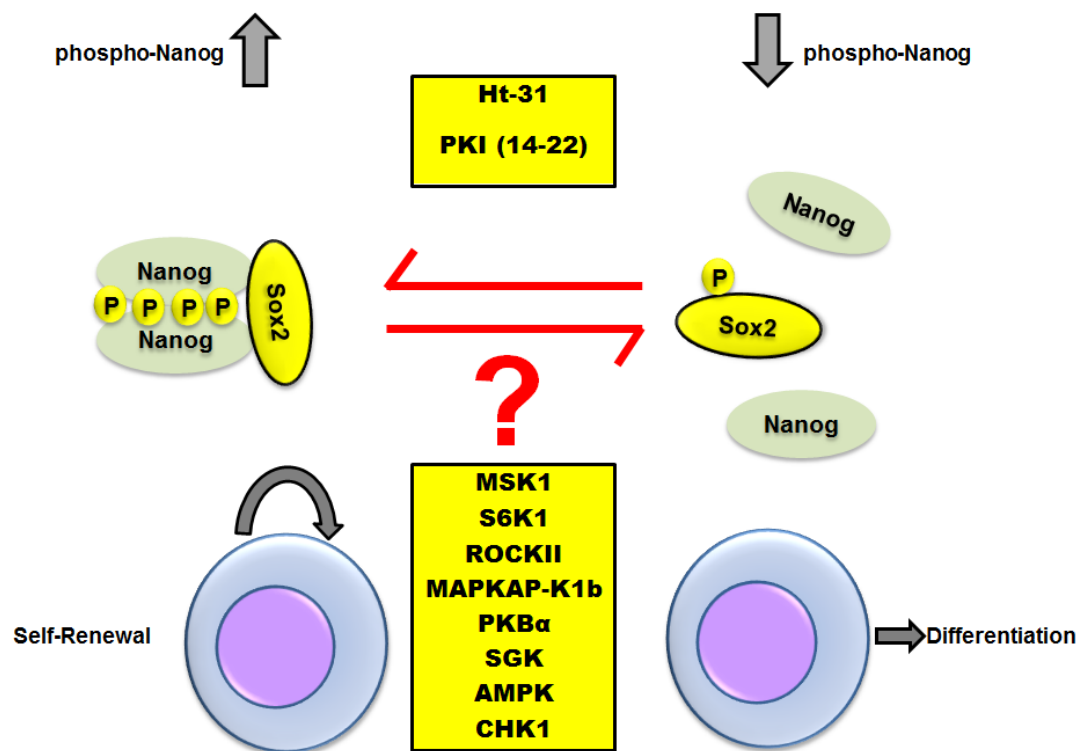 phospho-Nanog
phospho-Nanog
Ht-31
PKI (14-22)
Nanog
P P P P
Nanog
Sox2
Nanog
P
Sox2
Nanog
?
MSK1
S6K1
ROCKII
MAPKAP-K1b
PKBα
SGK
AMPK
CHK1
Self-Renewal
Differentiation